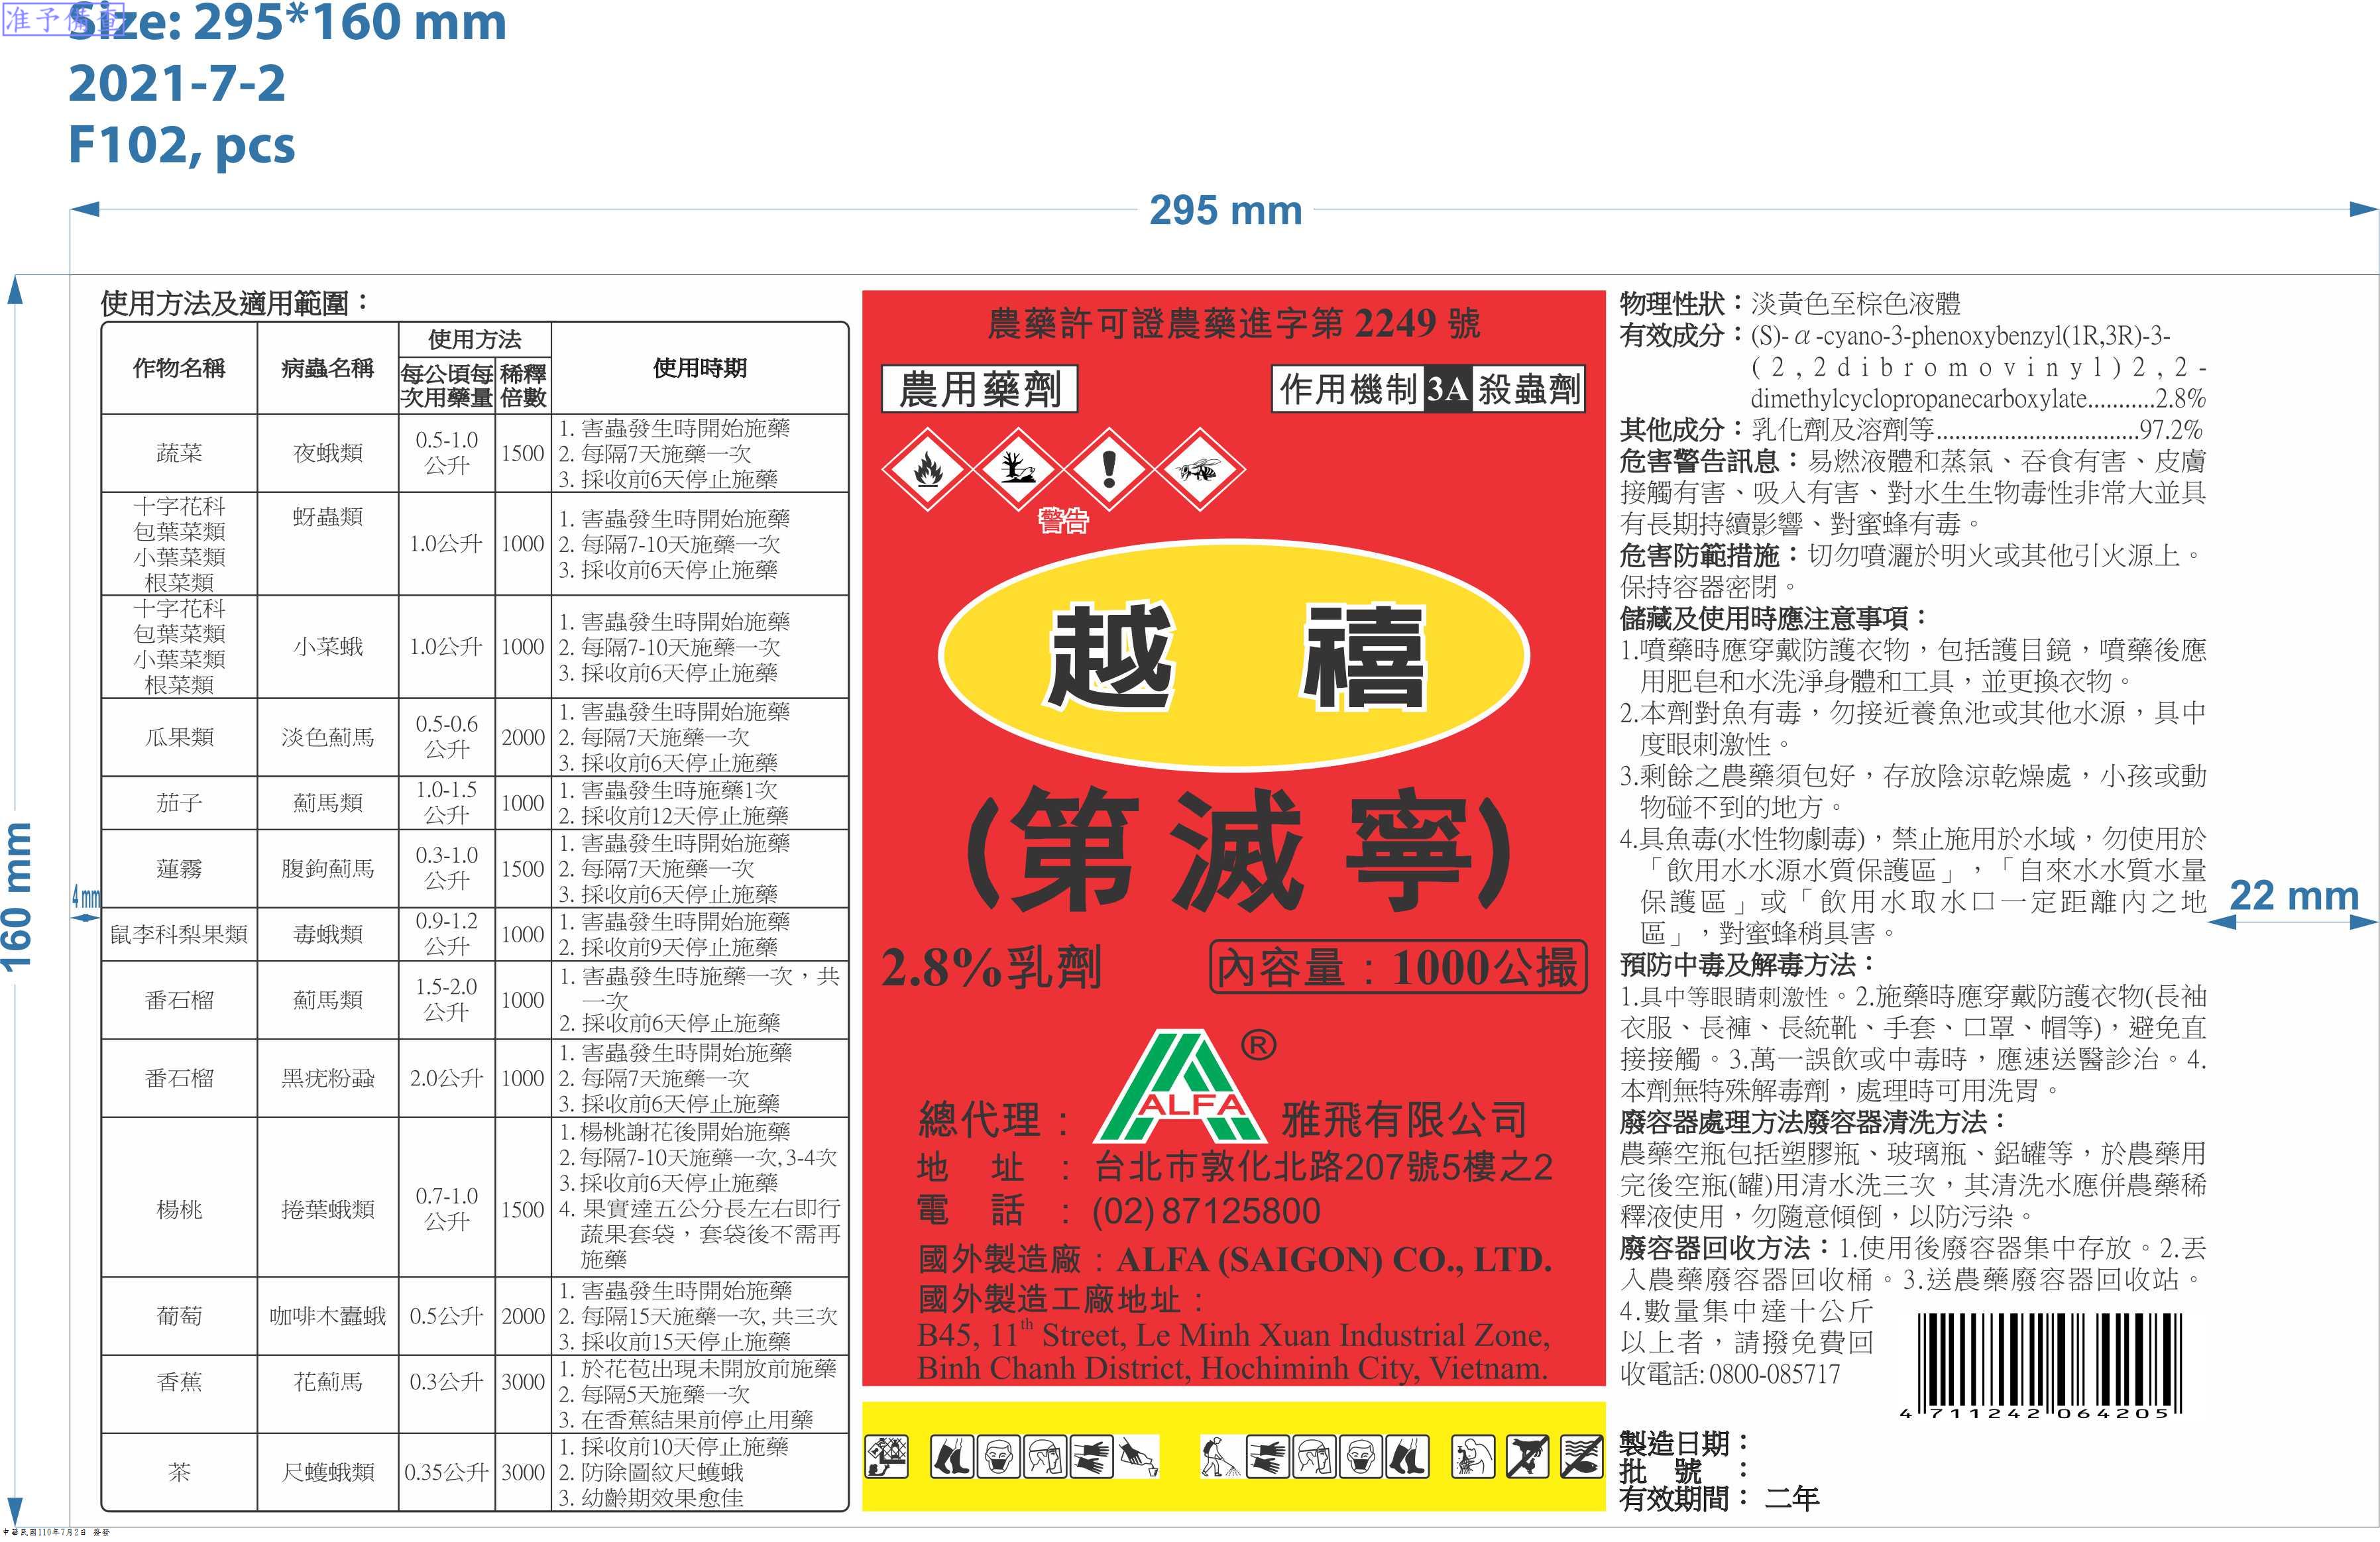 准予備查
Size: 295*160 mm
2021-7-2
F102, pcs
295 mm
160 mm
4 mm
22 mm
使用方法及適用範圍：
作物名稱 病蟲名稱 使用方法 使用時期
每公頃每次用藥量 稀釋倍數
蔬菜 夜蛾類 0.5-1.0公升 1500
1. 害蟲發生時開始施藥
2. 每隔7天施藥一次
3. 採收前6天停止施藥
十字花科
包葉菜類
小葉菜類
根菜類
蚜蟲類 1.0公升 1000
1. 害蟲發生時開始施藥
2. 每隔7-10天施藥一次
3. 採收前6天停止施藥
十字花科
包葉菜類
小葉菜類
根菜類
小菜蛾 1.0公升 1000
1. 害蟲發生時開始施藥
2. 每隔7-10天施藥一次
3. 採收前6天停止施藥
瓜果類 淡色薊馬 0.5-0.6公升 2000
1. 害蟲發生時開始施藥
2. 每隔7天施藥一次
3. 採收前6天停止施藥
茄子 薊馬類 1.0-1.5公升 1000
1. 害蟲發生時施藥1次
2. 採收前12天停止施藥
蓮霧 腹鉤薊馬 0.3-1.0公升 1500
1. 害蟲發生時開始施藥
2. 每隔7天施藥一次
3. 採收前6天停止施藥
鼠李科梨果類 毒蛾類 0.9-1.2公升 1000
1. 害蟲發生時開始施藥
2. 採收前9天停止施藥
番石榴 薊馬類 1.5-2.0公升 1000
1. 害蟲發生時施藥一次，共
一次
2. 採收前6天停止施藥
番石榴 黑疣粉蝨 2.0公升 1000
1. 害蟲發生時開始施藥
2. 每隔7天施藥一次
3. 採收前6天停止施藥
楊桃 捲葉蛾類 0.7-1.0公升 1500
1. 楊桃謝花後開始施藥
2. 每隔7-10天施藥一次, 3-4次
3. 採收前6天停止施藥
4. 果實達五公分長左右即行
蔬果套袋，套袋後不需再
施藥
葡萄 咖啡木蠹蛾 0.5公升 2000
1. 害蟲發生時開始施藥
2. 每隔15天施藥一次, 共三次
3. 採收前15天停止施藥
香蕉 花薊馬 0.3公升 3000
1. 於花苞出現未開放前施藥
2. 每隔5天施藥一次
3. 在香蕉結果前停止用藥
茶 尺蠖蛾類 0.35公升 3000
1. 採收前10天停止施藥
2. 防除圖紋尺蠖蛾
3. 幼齡期效果愈佳
中華民國110年7月2日 簽發
農藥許可證農藥進字第 2249 號
農用藥劑
作用機制 3A 殺蟲劑
警告
越 禧
(第滅寧)
2.8%乳劑
內容量：1000公撮
ALFA ®
總代理： 雅飛有限公司
地 址 ：台北市敦化北路207號5樓之2
電 話 ：(02) 87125800
國外製造廠：ALFA (SAIGON) CO., LTD.
國外製造工廠地址：
B45, 11th Street, Le Minh Xuan Industrial Zone,
Binh Chanh District, Hochiminh City, Vietnam.
物理性狀：淡黃色至棕色液體
有效成分：(S)-α-cyano-3-phenoxybenzyl(1R,3R)-3-
(2,2dibromovinyl)2,2-
dimethylcyclopropanecarboxylate...........2.8%
其他成分：乳化劑及溶劑等.................................97.2%
危害警告訊息：易燃液體和蒸氣、吞食有害、皮膚
接觸有害、吸入有害、對水生生物毒性非常大並具
有長期持續影響、對蜜蜂有毒。
危害防範措施：切勿噴灑於明火或其他引火源上。
保持容器密閉。
儲藏及使用時應注意事項：
1.噴藥時應穿戴防護衣物，包括護目鏡，噴藥後應
用肥皂和水洗淨身體和工具，並更換衣物。
2.本劑對魚有毒，勿接近養魚池或其他水源，具中
度眼刺激性。
3.剩餘之農藥須包好，存放陰涼乾燥處，小孩或動
物碰不到的地方。
4.具魚毒(水性物劇毒)，禁止施用於水域，勿使用於
「飲用水水源水質保護區」，「自來水水質水量
保護區」或「飲用水取水口一定距離內之地
區」，對蜜蜂稍具害。
預防中毒及解毒方法：
1.具中等眼睛刺激性。2.施藥時應穿戴防護衣物(長袖
衣服、長褲、長統靴、手套、口罩、帽等)，避免直
接接觸。3.萬一誤飲或中毒時，應速送醫診治。4.
本劑無特殊解毒劑，處理時可用洗胃。
廢容器處理方法廢容器清洗方法：
農藥空瓶包括塑膠瓶、玻璃瓶、鋁罐等，於農藥用
完後空瓶(罐)用清水洗三次，其清洗水應併農藥稀
釋液使用，勿隨意傾倒，以防污染。
廢容器回收方法：1.使用後廢容器集中存放。2.丟
入農藥廢容器回收桶。3.送農藥廢容器回收站。
4.數量集中達十公斤
以上者，請撥免費回
收電話: 0800-085717
4 711242 064205
製造日期：
批 號 ：
有效期間： 二年